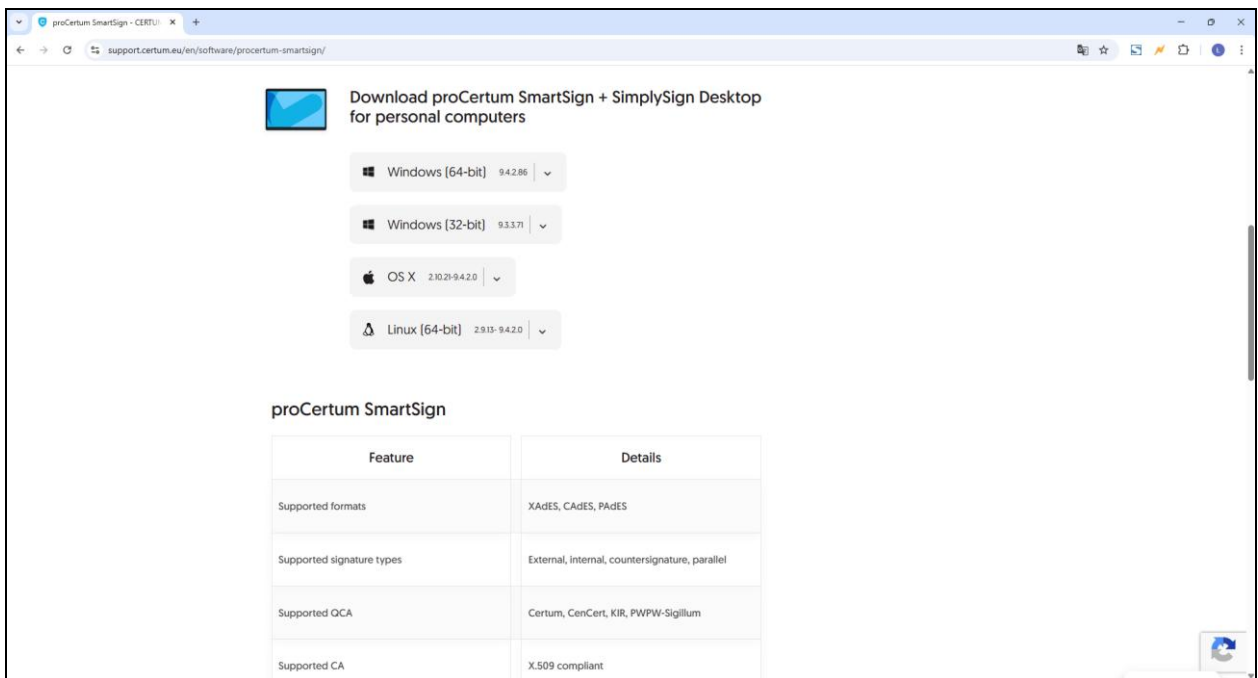 proCertum SmartSign - CERTUM
support.certum.eu/en/software/procertum-smartsign/
L
Download proCertum SmartSign + SimplySign Desktop
for personal computers
Windows (64-bit) 9.4.2.86
Windows (32-bit) 9.3.3.71
OS X 2.10.21-9.4.2.0
Linux (64-bit) 2.9.13- 9.4.2.0
proCertum SmartSign
Feature Details
Supported formats XAdES, CAdES, PAdES
Supported signature types External, internal, countersignature, parallel
Supported QCA Certum, CenCert, KIR, PWPW-Sigillum
Supported CA X.509 compliant